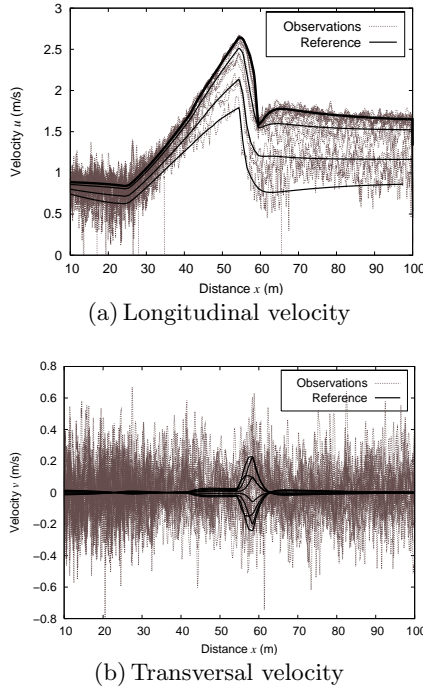 3
2.5
2
1.5
1
0.5
0
Velocity u (m/s)
Observations
Reference
10 20 30 40 50 60 70 80 90 100
Distance x (m)
(a) Longitudinal velocity
0.8
0.6
0.4
0.2
0
−0.2
−0.4
−0.6
−0.8
Velocity v (m/s)
Observations
Reference
10 20 30 40 50 60 70 80 90 100
Distance x (m)
(b) Transversal velocity